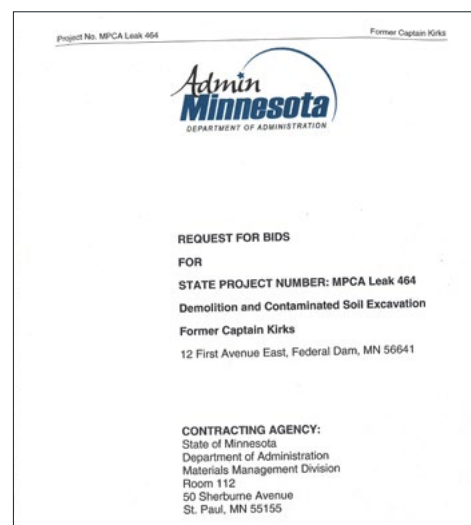 Project No. MPCA Leak 464
Former Captain Kirks
Admin
Minnesota
DEPARTMENT OF ADMINISTRATION
REQUEST FOR BIDS
FOR
STATE PROJECT NUMBER: MPCA Leak 464
Demolition and Contaminated Soil Excavation
Former Captain Kirks
12 First Avenue East, Federal Dam, MN 56641
CONTRACTING AGENCY:
State of Minnesota
Department of Administration
Materials Management Division
Room 112
50 Sherburne Avenue
St. Paul, MN 55155